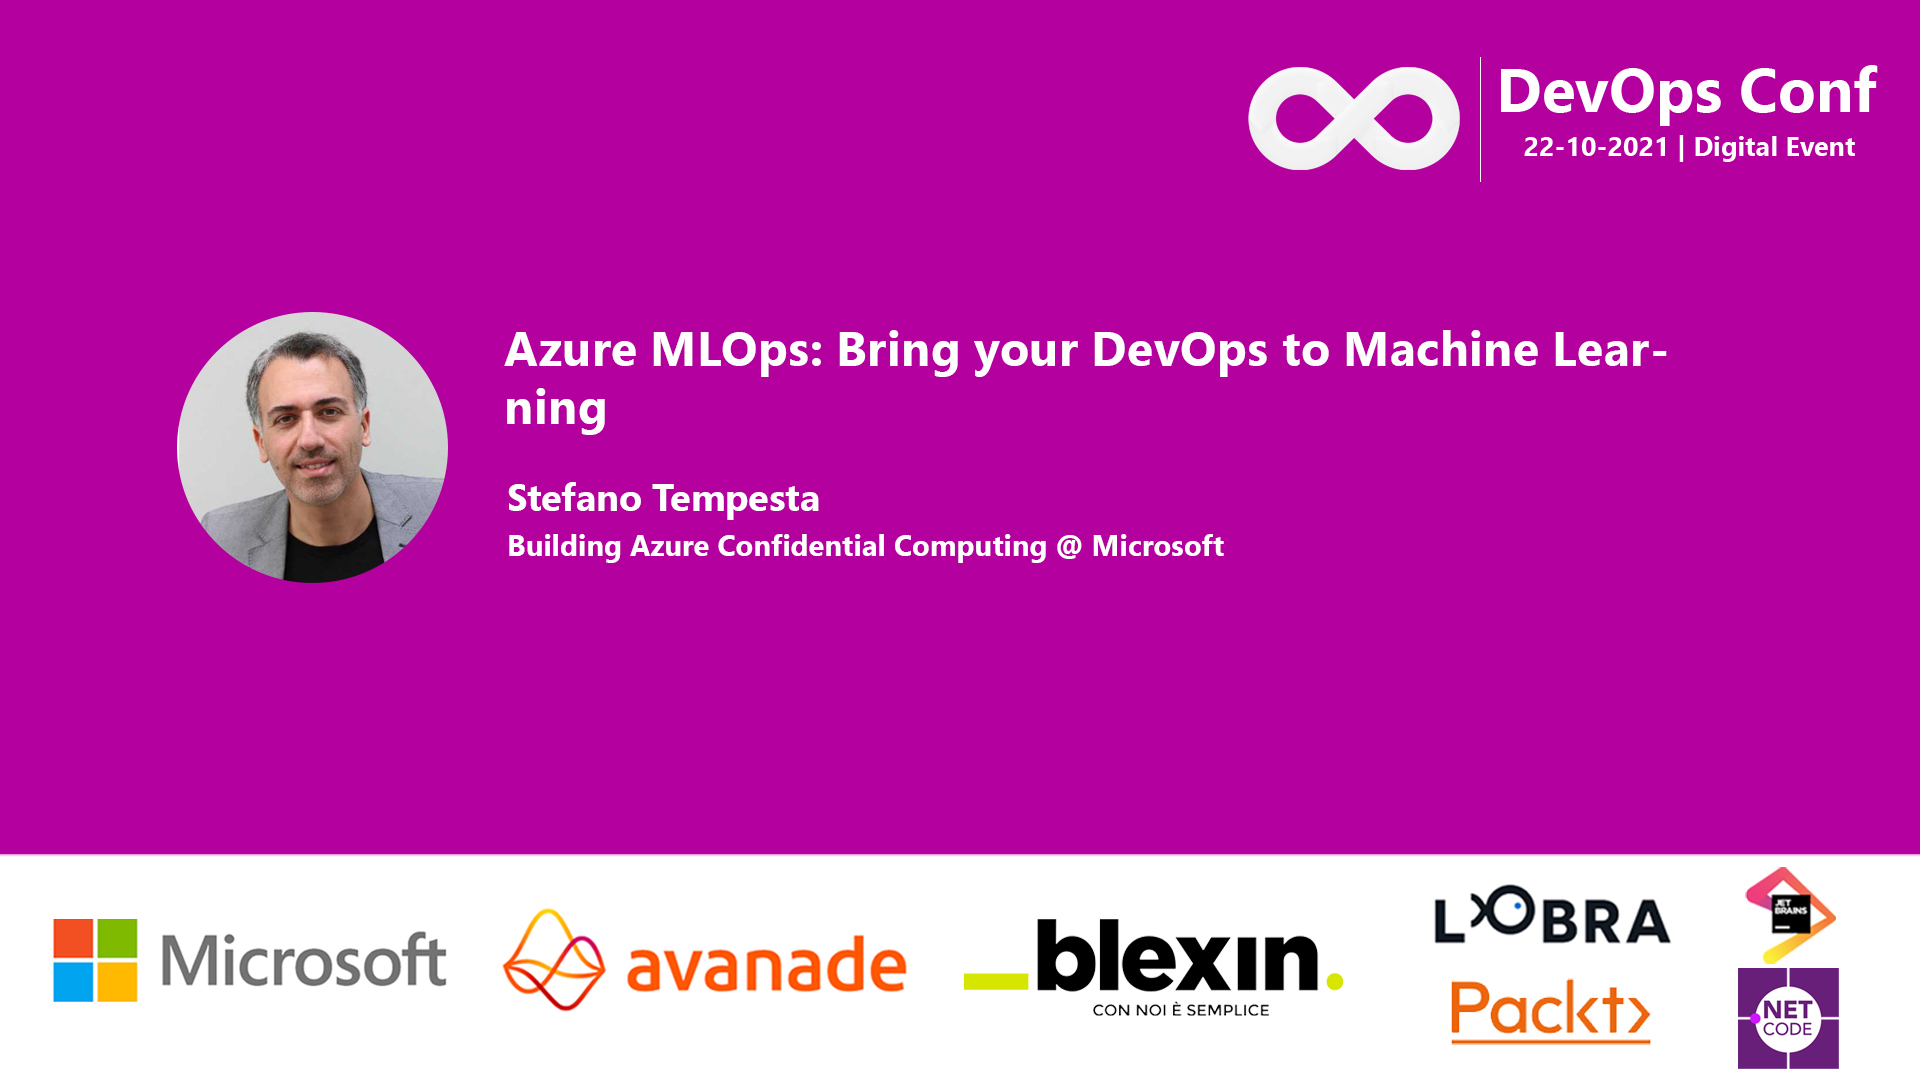 DevOps Conf
22-10-2021 | Digital Event
Azure MLOps: Bring your DevOps to Machine Lear-
ning
Stefano Tempesta
Building Azure Confidential Computing @ Microsoft
Microsoft
avanade
blexin.
CON NOI È SEMPLICE
LOBRA
Packt
JET
BRAINS
NET
CODE